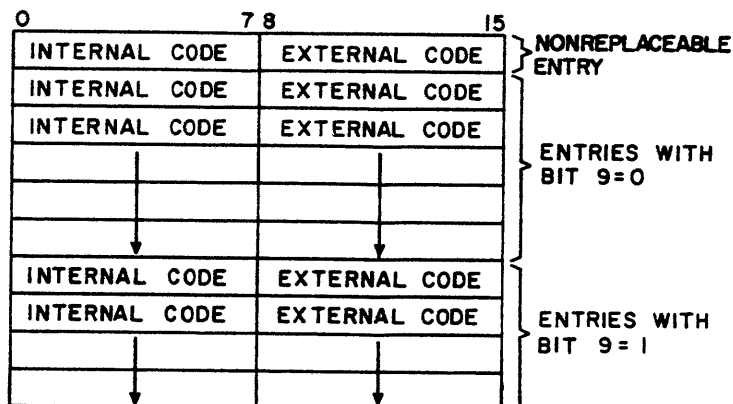 0 7 8 15
INTERNAL CODE EXTERNAL CODE NONREPLACEABLE
ENTRY
INTERNAL CODE EXTERNAL CODE
INTERNAL CODE EXTERNAL CODE
ENTRIES WITH
BIT 9=0
INTERNAL CODE EXTERNAL CODE
INTERNAL CODE EXTERNAL CODE
ENTRIES WITH
BIT 9=1